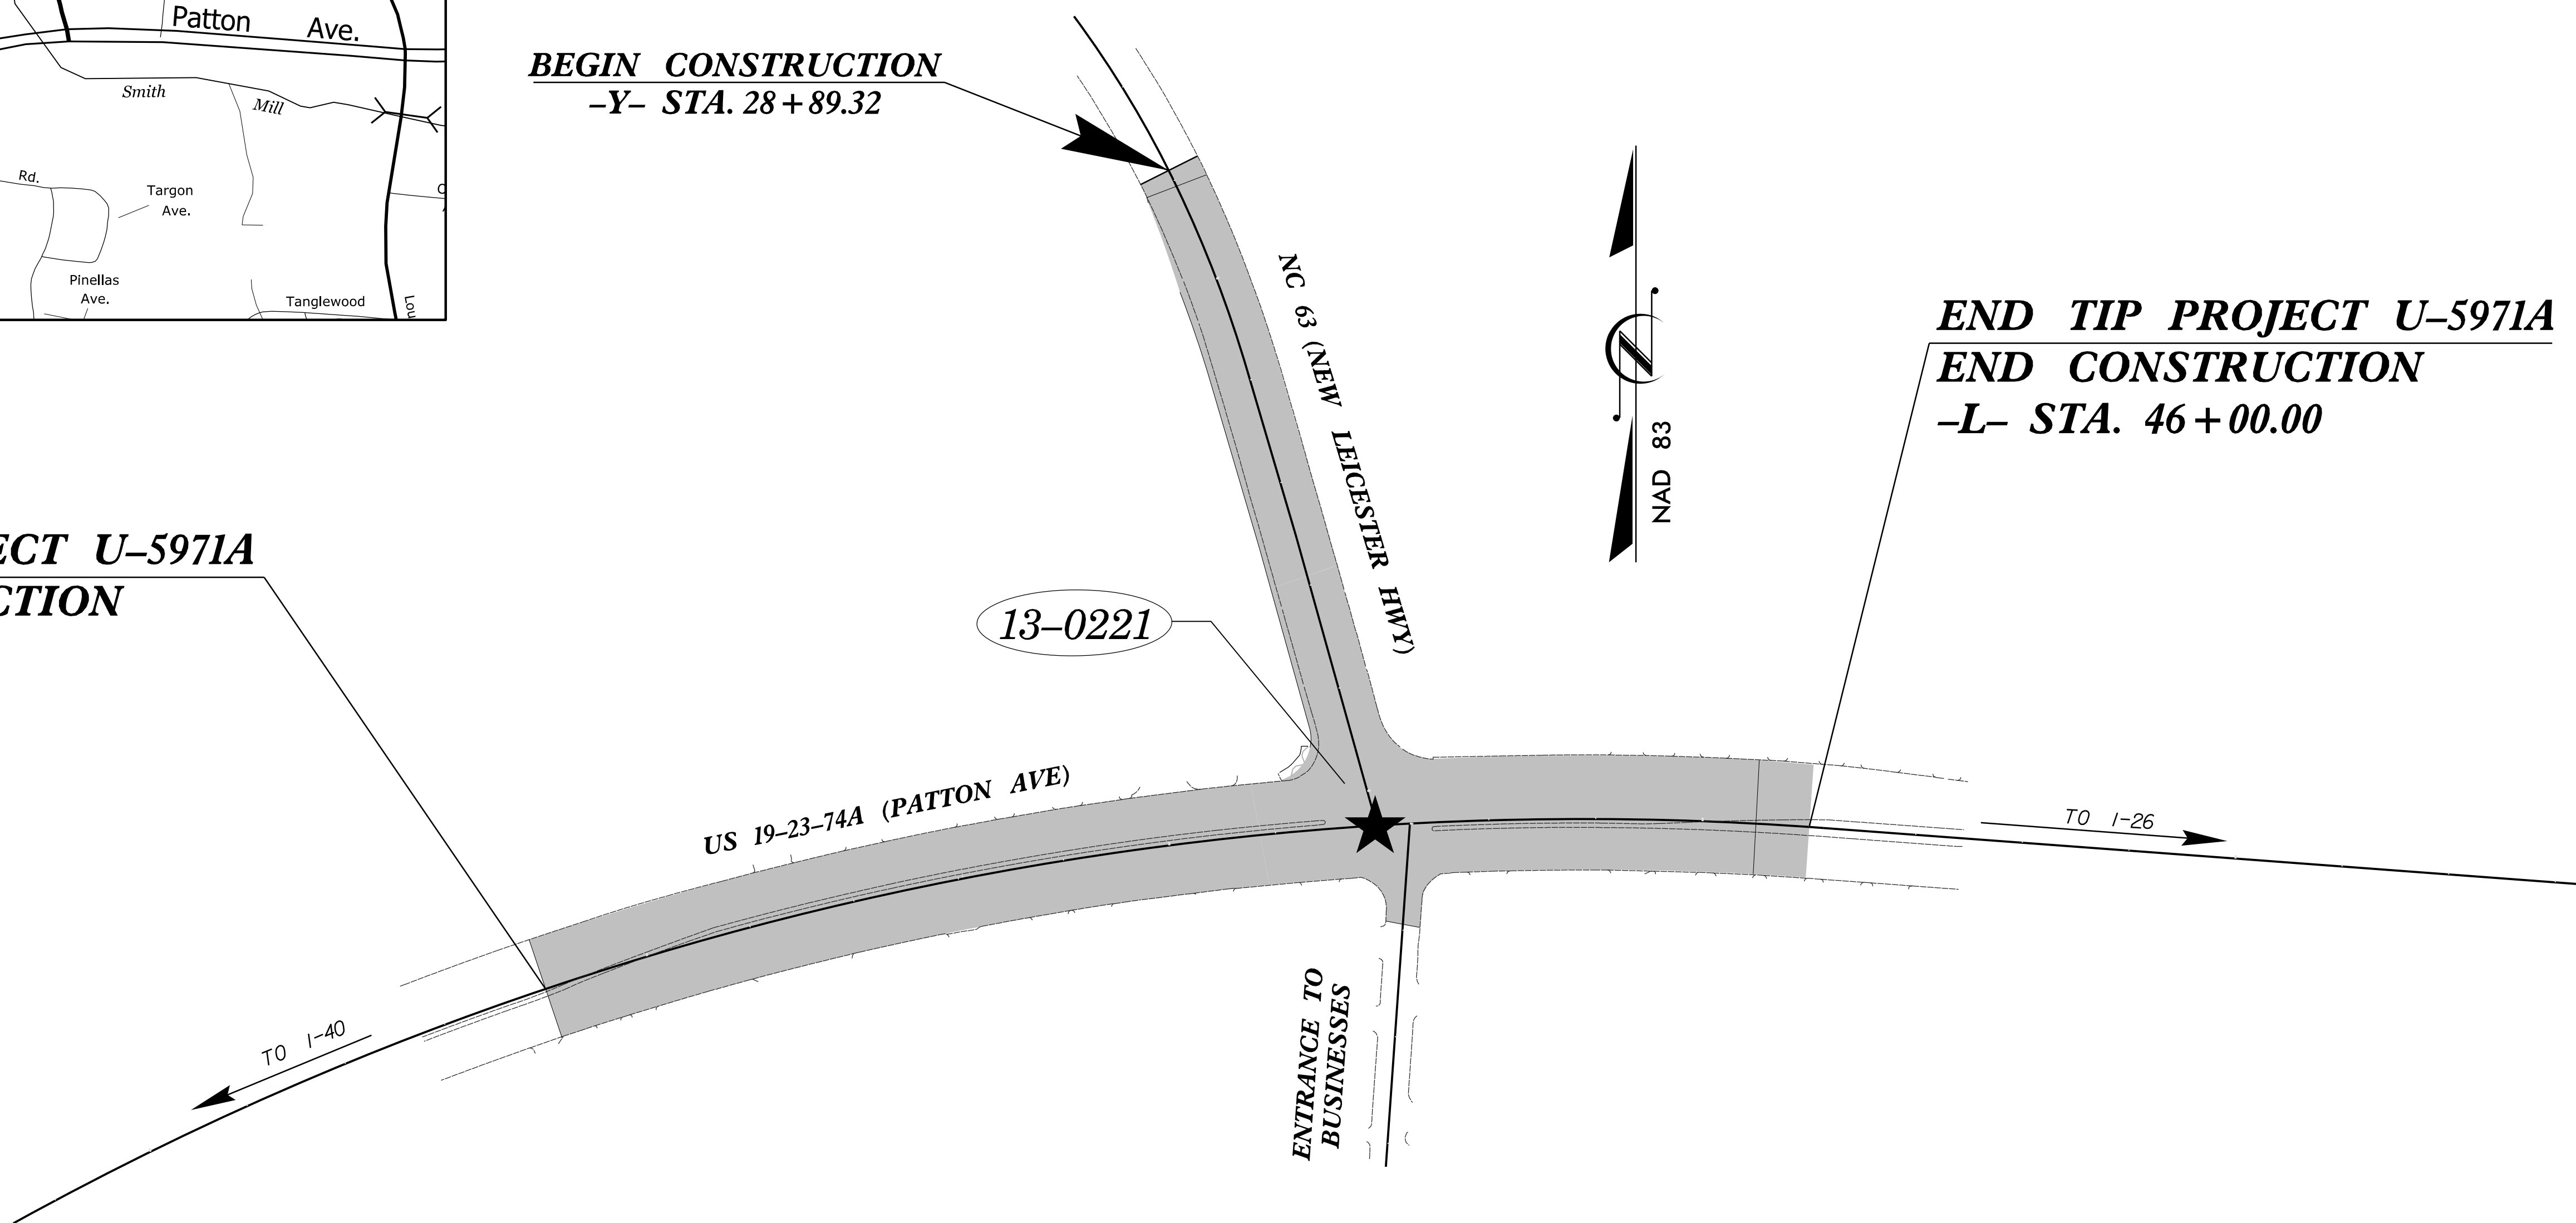 Patton Ave.
Smith Mill
Rd.
Targon
Ave.
Pinellas
Ave.
Tanglewood
Lou
BEGIN CONSTRUCTION
–Y– STA. 28+89.32
NC 63 (NEW LEICESTER HWY)
NAD 83
END TIP PROJECT U–5971A
END CONSTRUCTION
–L– STA. 46+00.00
ECT U–5971A
CTION
13–0221
US 19–23–74A (PATTON AVE)
TO I-26
TO I-40
ENTRANCE TO
BUSINESSES